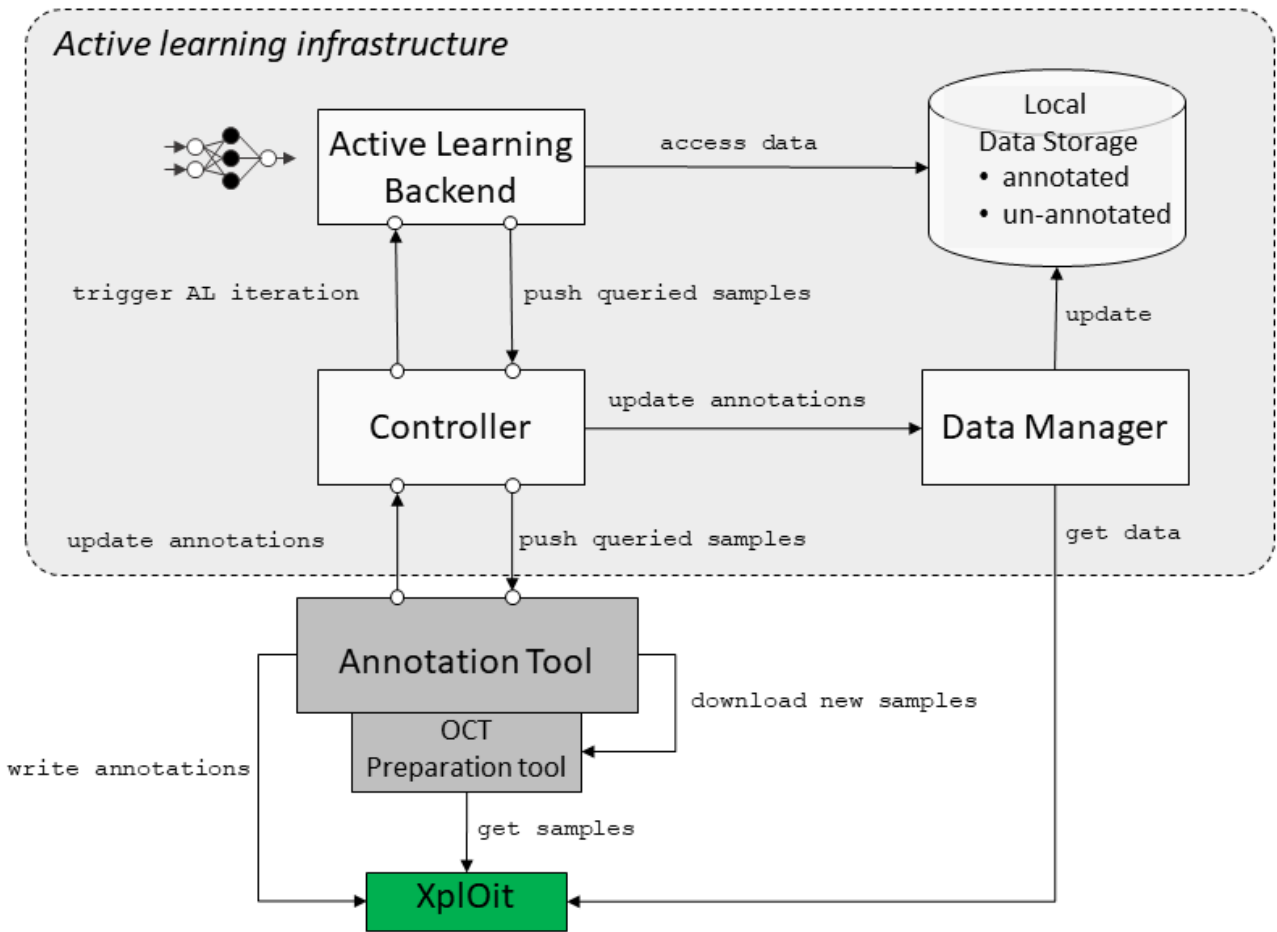 Active learning infrastructure
Active Learning
Backend
access data
Local
Data Storage
• annotated
• un-annotated
trigger AL iteration
push queried samples
update
Controller
update annotations
Data Manager
update annotations
push queried samples
get data
Annotation Tool
download new samples
OCT
Preparation tool
write annotations
get samples
XplOit